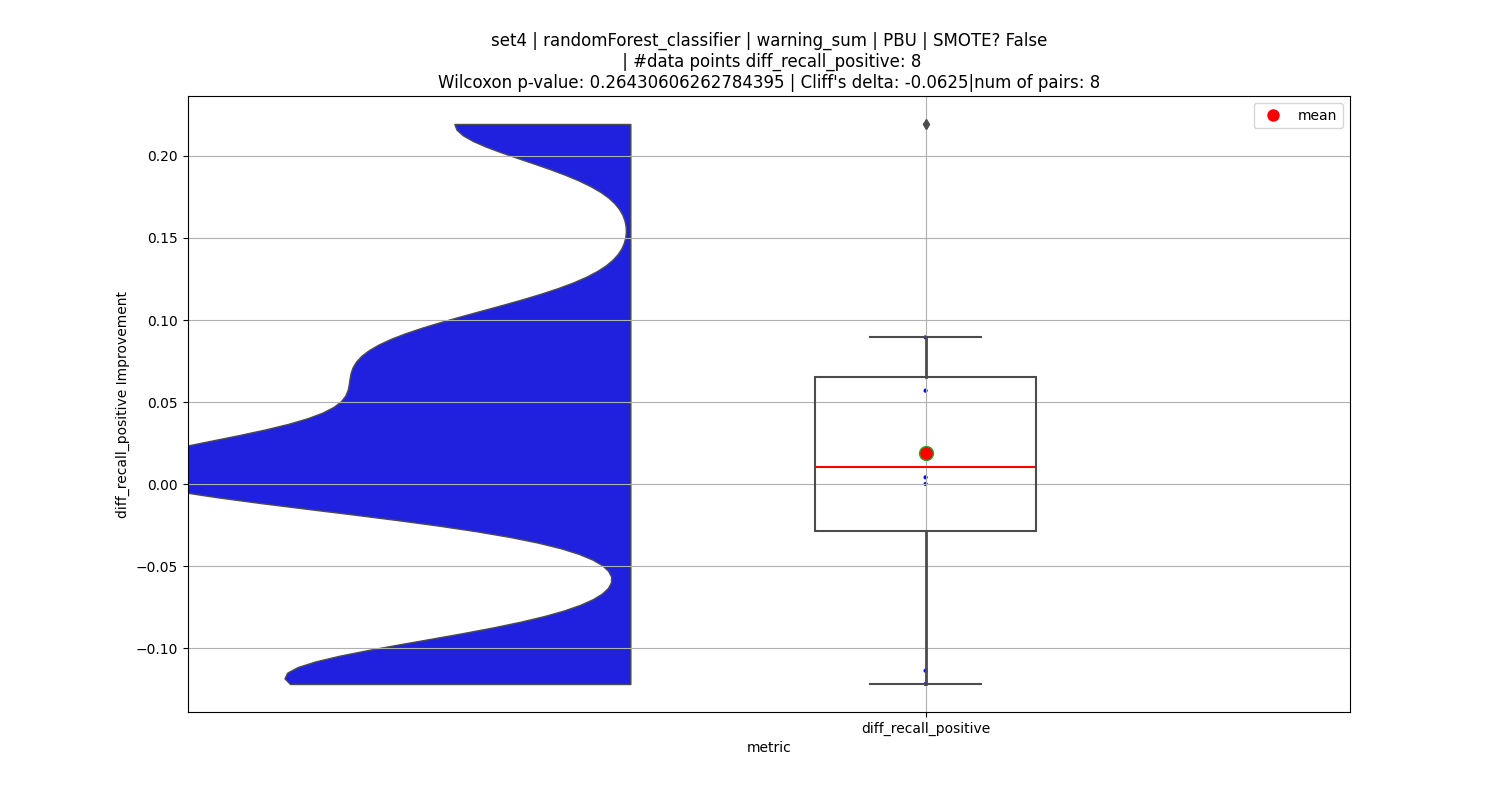 set4 | randomForest_classifier | warning_sum | PBU | SMOTE? False
| #data points diff_recall_positive: 8
Wilcoxon p-value: 0.26430606262784395 | Cliff's delta: -0.0625|num of pairs: 8
mean
0.20
0.15
0.10
0.05
0.00
−0.05
−0.10
diff_recall_positive Improvement
diff_recall_positive
metric